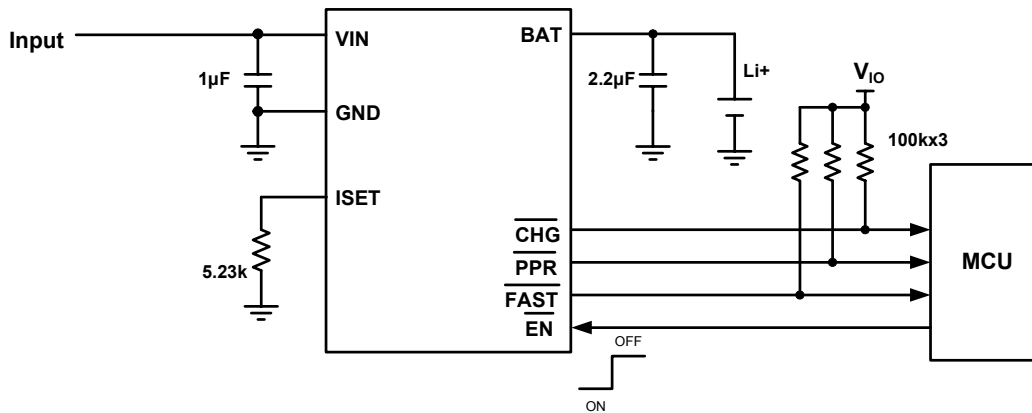 Input
VIN
BAT
1µF
2.2µF
Li+
VIO
GND
100kx3
ISET
5.23k
CHG
PPR
FAST
EN
MCU
OFF
ON